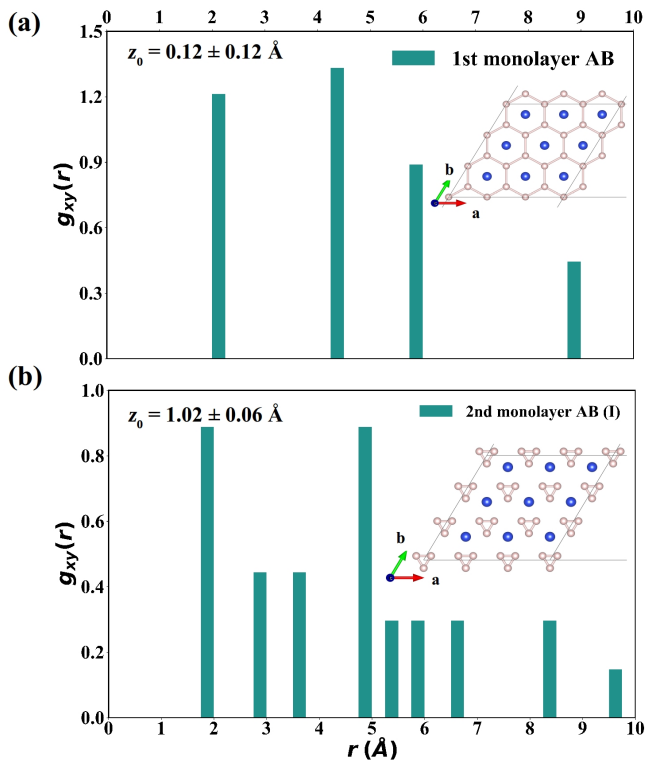 (a)
0 1 2 3 4 5 6 7 8 9 10
1.5
z₀ = 0.12 ± 0.12 Å
1st monolayer AB
1.2
0.9
0.6
0.3
0.0
g_xy(r)
b
a
(b)
1.0
z₀ = 1.02 ± 0.06 Å
2nd monolayer AB (I)
0.8
0.6
0.4
0.2
0.0
g_xy(r)
b
a
0 1 2 3 4 5 6 7 8 9 10
r (Å)